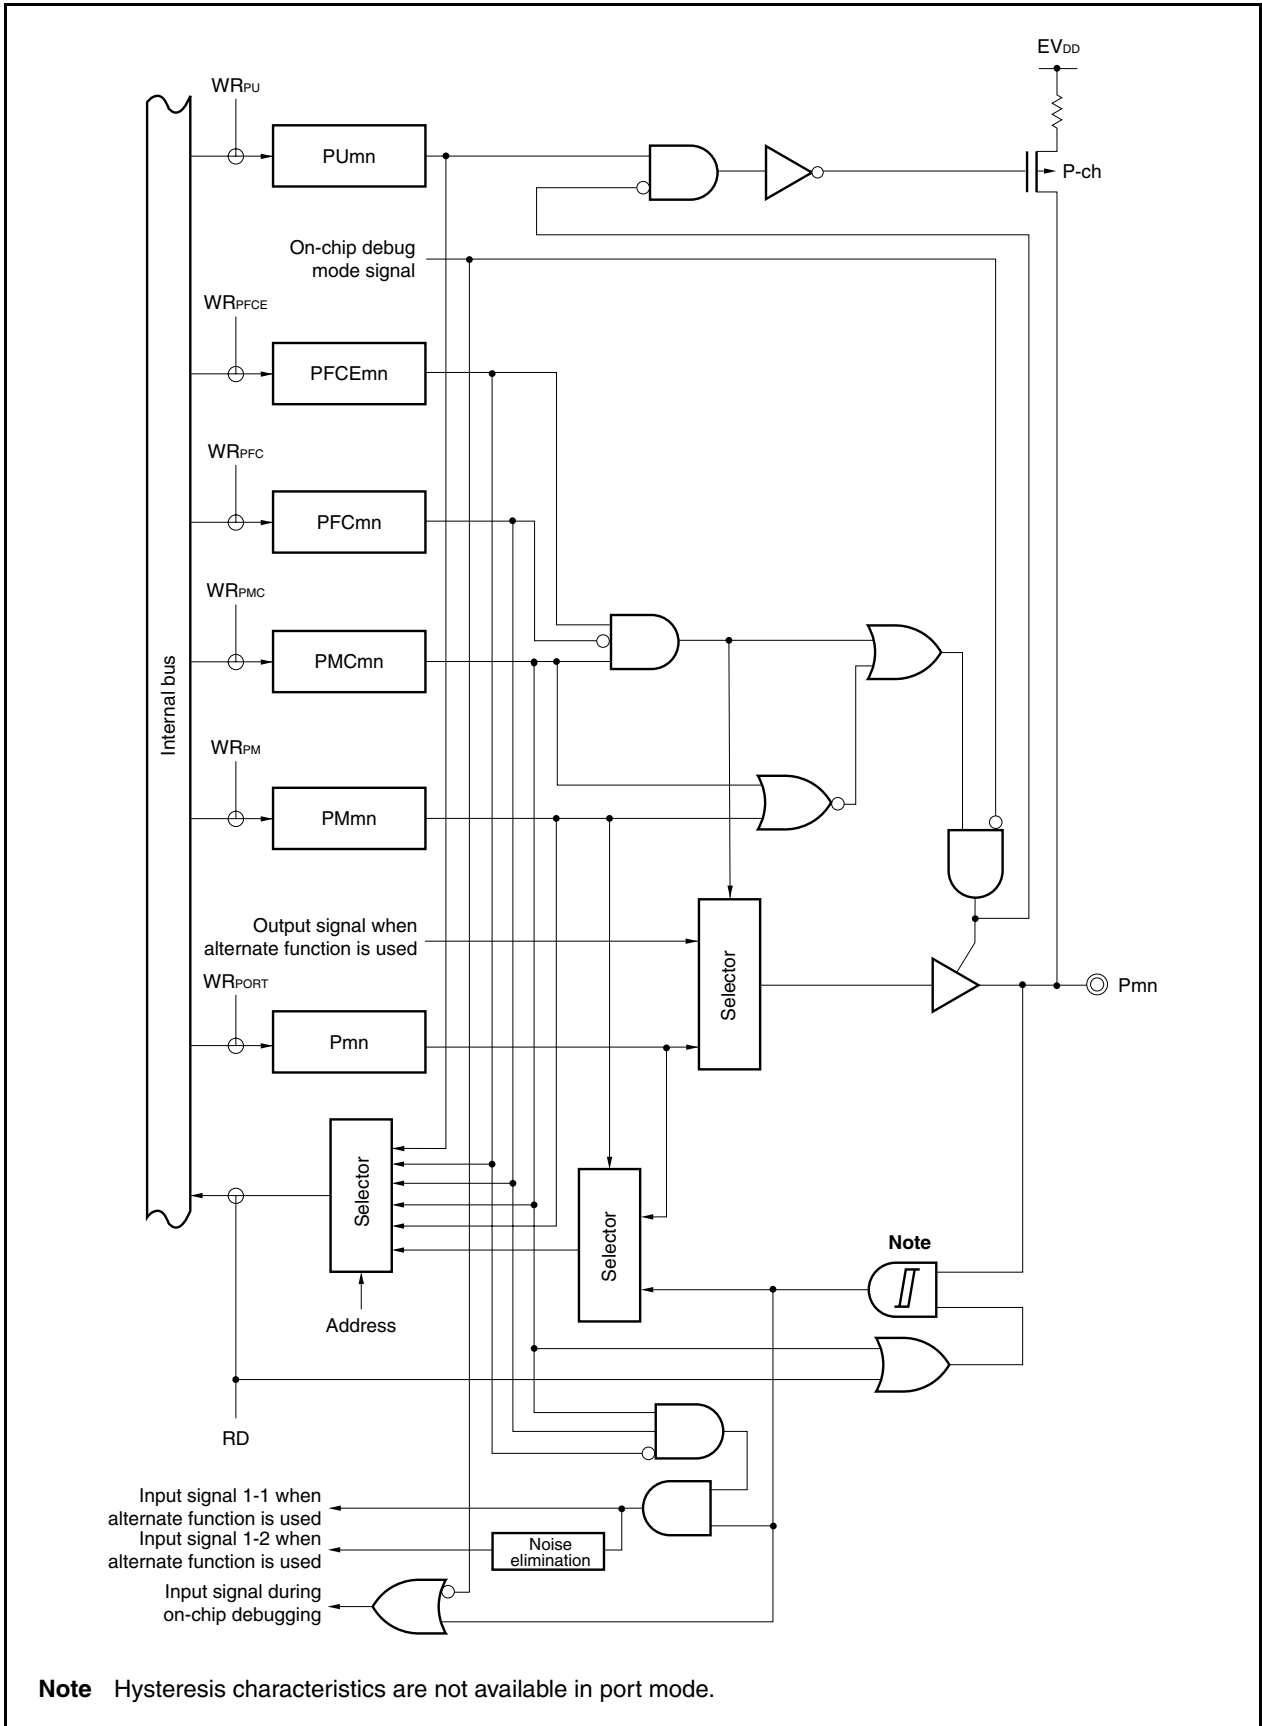 EVDD
WRPU
PUmn
P-ch
On-chip debug
mode signal
WRPFCE
PFCEmn
WRPFC
PFCmn
WRPMC
PMCmn
Internal bus
WRPM
PMmn
Output signal when
alternate function is used
Selector
WRPORT
Pmn
Pmn
Selector
Selector
Note
Address
RD
Input signal 1-1 when
alternate function is used
Input signal 1-2 when
alternate function is used
Noise
elimination
Input signal during
on-chip debugging
Note Hysteresis characteristics are not available in port mode.